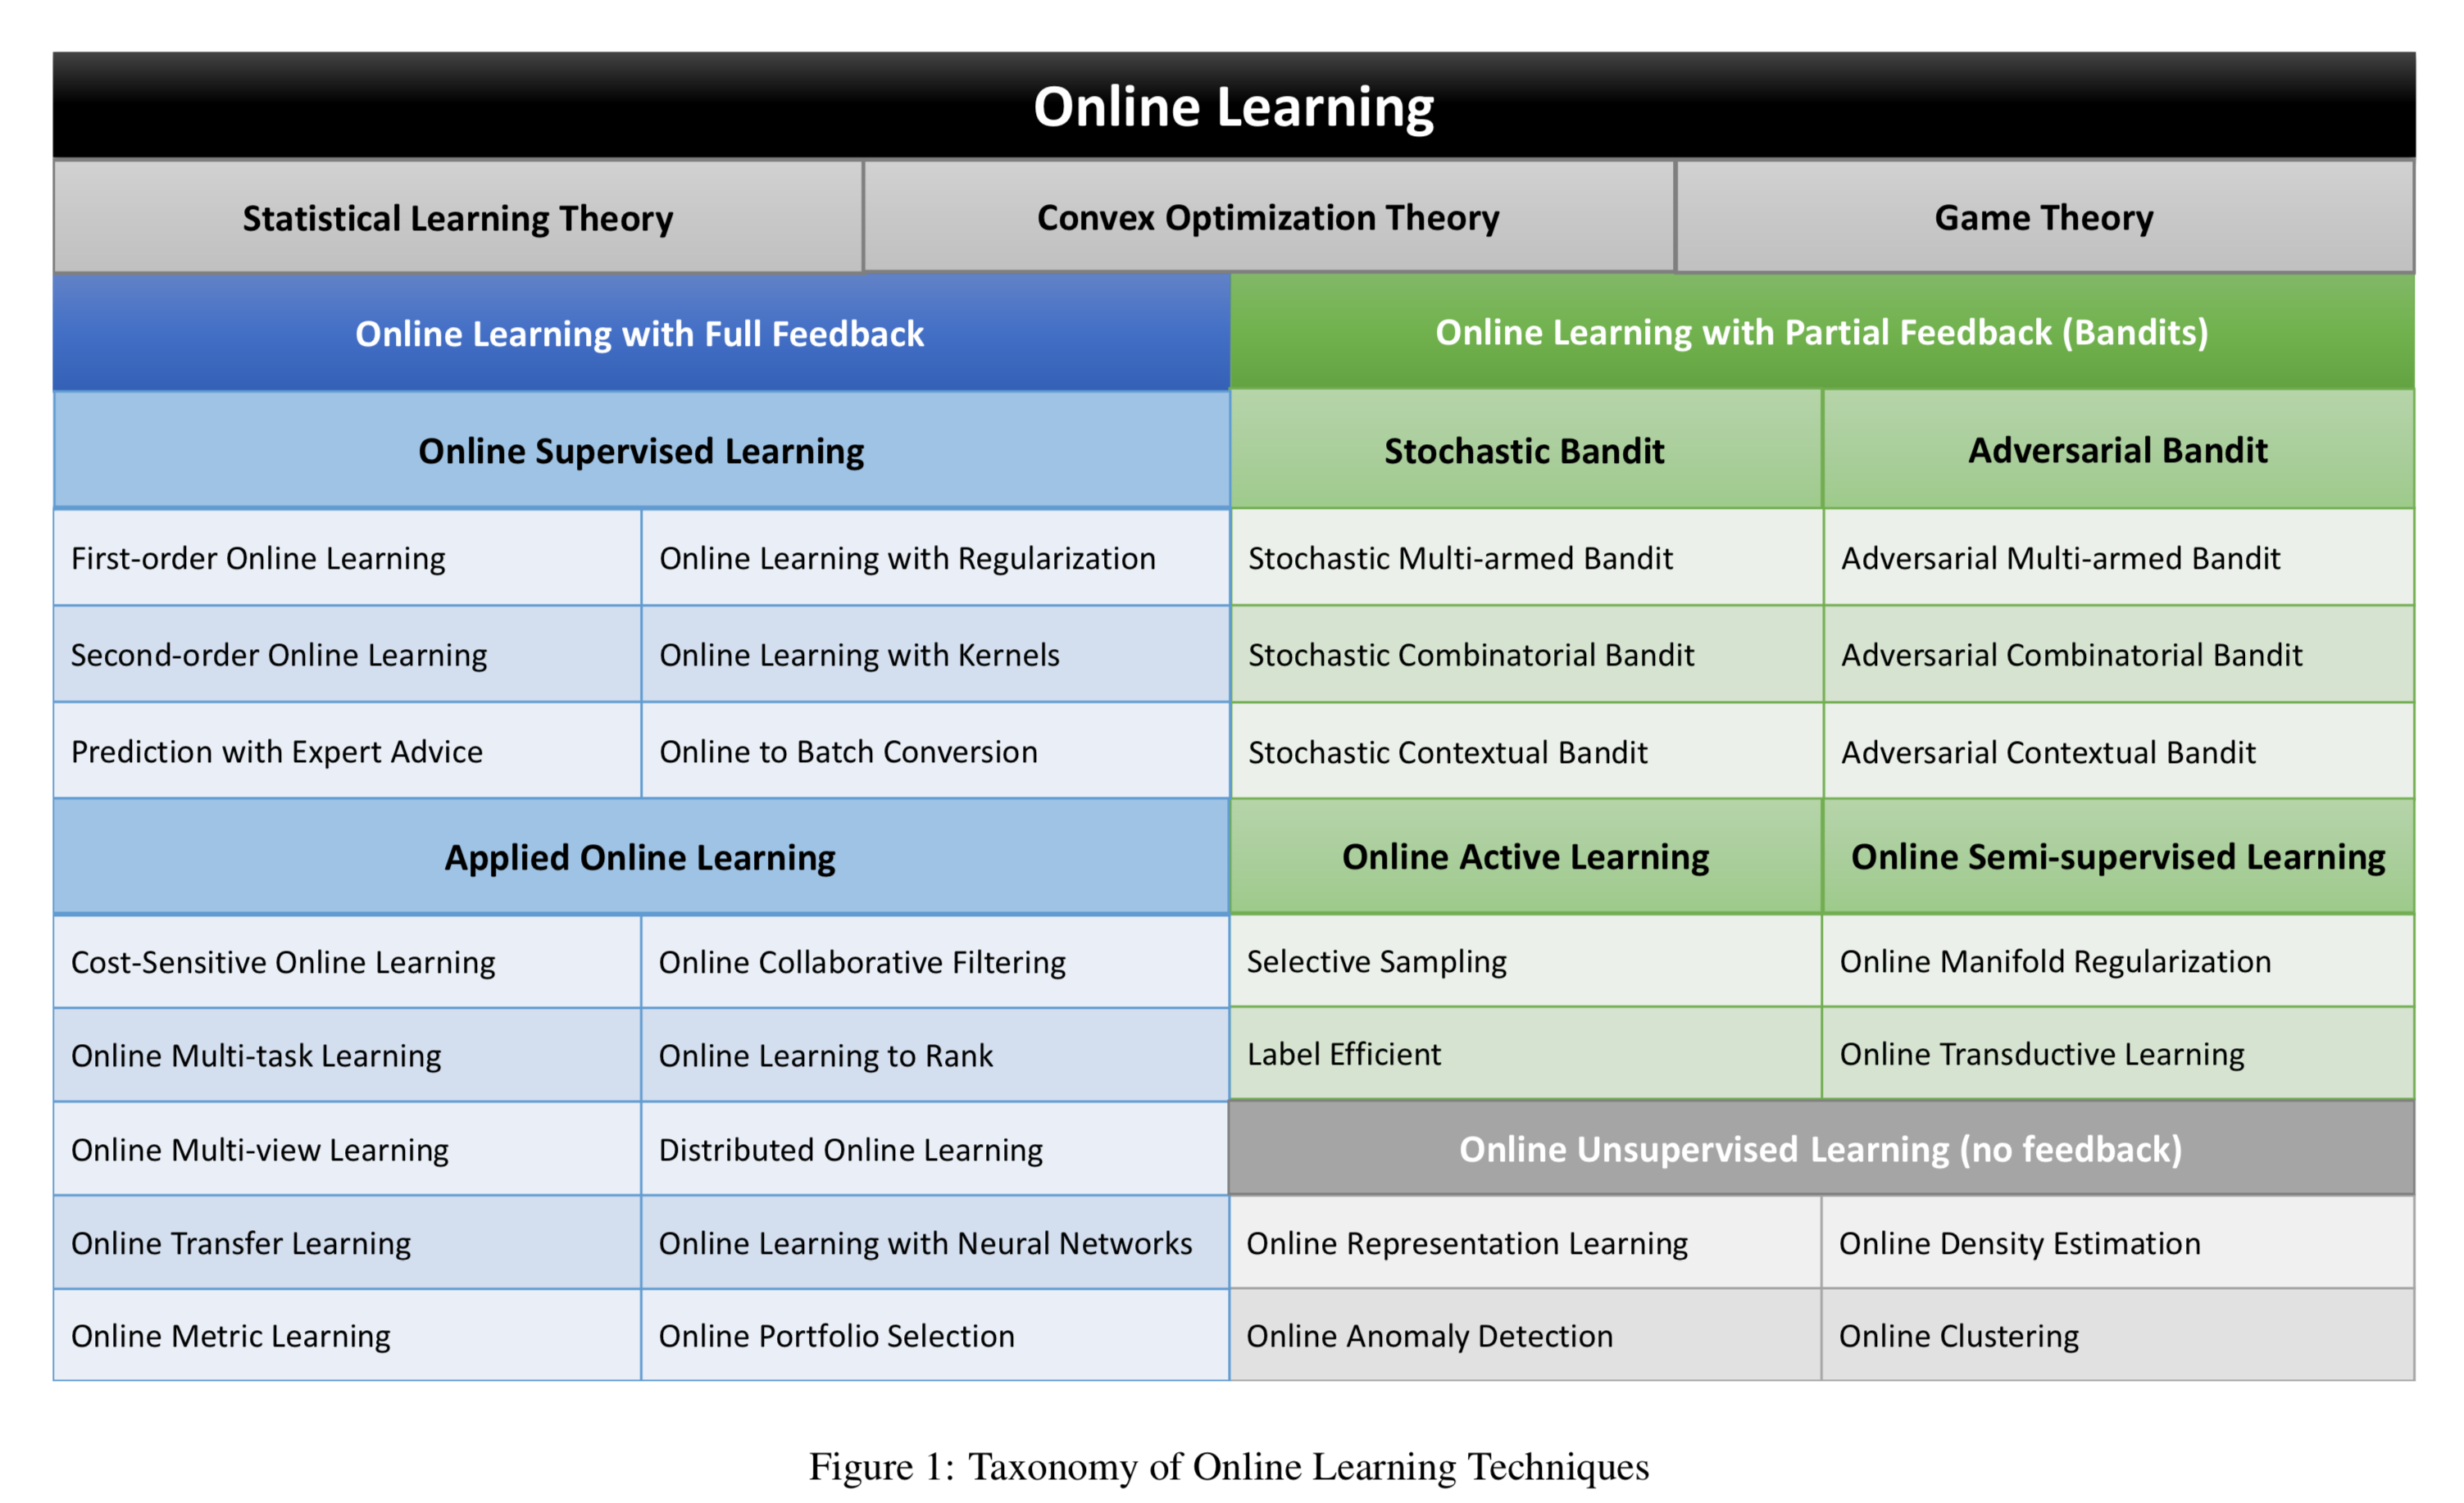 Online Learning
Statistical Learning Theory
Convex Optimization Theory
Game Theory
Online Learning with Full Feedback
Online Learning with Partial Feedback (Bandits)
Online Supervised Learning
Stochastic Bandit
Adversarial Bandit
First-order Online Learning
Online Learning with Regularization
Stochastic Multi-armed Bandit
Adversarial Multi-armed Bandit
Second-order Online Learning
Online Learning with Kernels
Stochastic Combinatorial Bandit
Adversarial Combinatorial Bandit
Prediction with Expert Advice
Online to Batch Conversion
Stochastic Contextual Bandit
Adversarial Contextual Bandit
Applied Online Learning
Online Active Learning
Online Semi-supervised Learning
Cost-Sensitive Online Learning
Online Collaborative Filtering
Selective Sampling
Online Manifold Regularization
Online Multi-task Learning
Online Learning to Rank
Label Efficient
Online Transductive Learning
Online Multi-view Learning
Distributed Online Learning
Online Unsupervised Learning (no feedback)
Online Transfer Learning
Online Learning with Neural Networks
Online Representation Learning
Online Density Estimation
Online Metric Learning
Online Portfolio Selection
Online Anomaly Detection
Online Clustering
Figure 1: Taxonomy of Online Learning Techniques